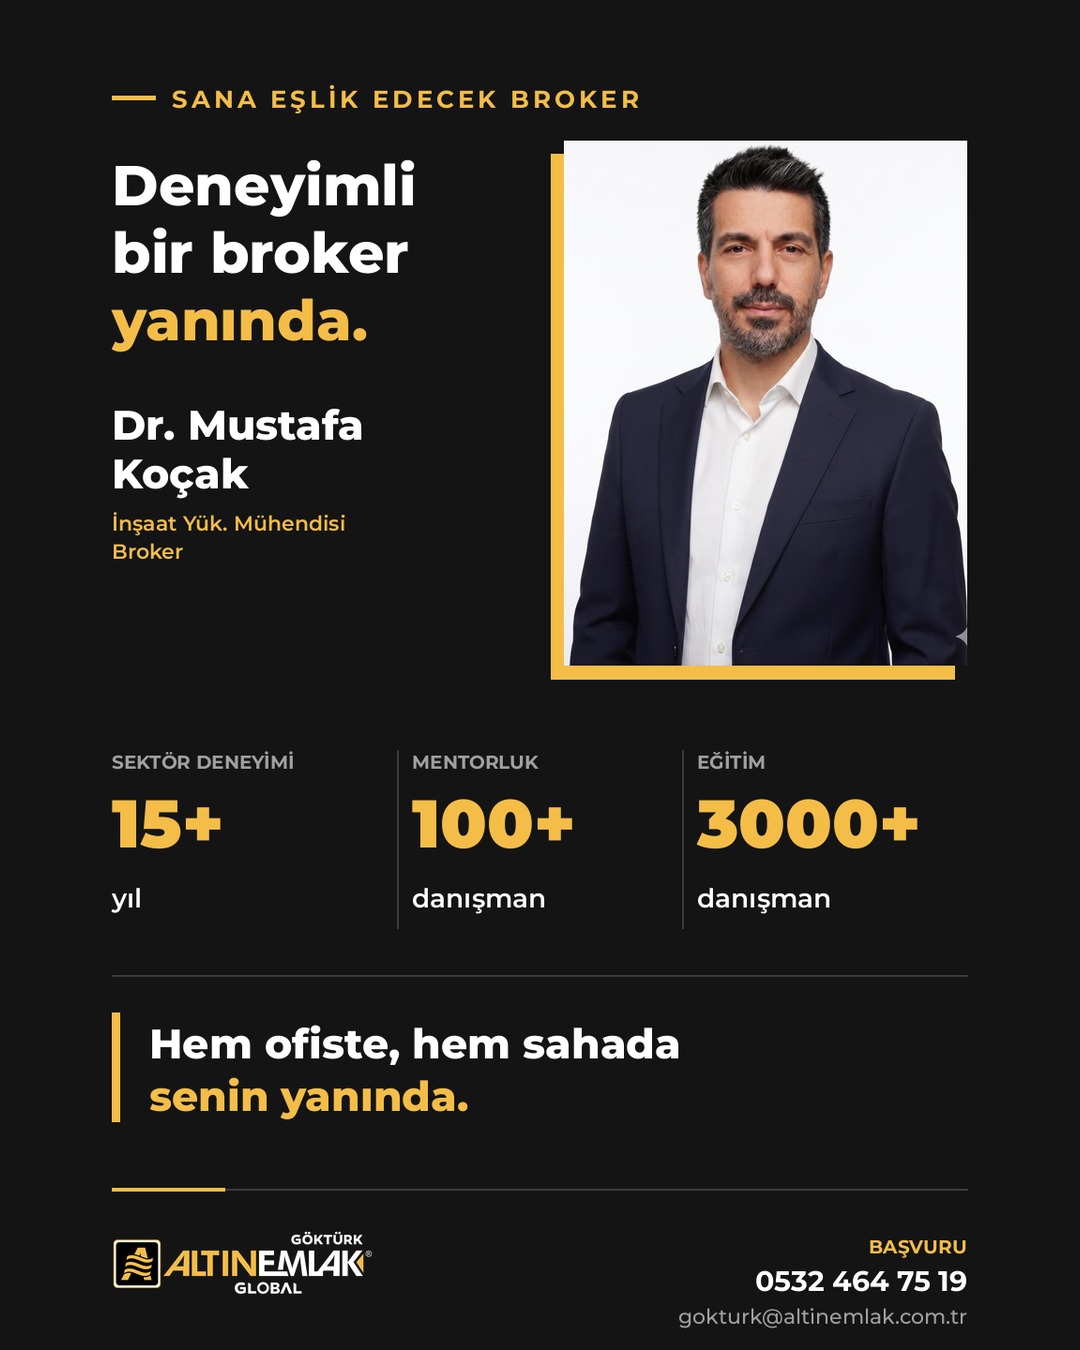 SANA EŞLİK EDECEK BROKER
Deneyimli
bir broker
yanında.
Dr. Mustafa
Koçak
İnşaat Yük. Mühendisi
Broker
SEKTÖR DENEYİMİ
15+
yıl
MENTORLUK
100+
danışman
EĞİTİM
3000+
danışman
Hem ofiste, hem sahada
senin yanında.
GÖKTÜRK
ALTINEMLAK®
GLOBAL
BAŞVURU
0532 464 75 19
gokturk@altinemlak.com.tr